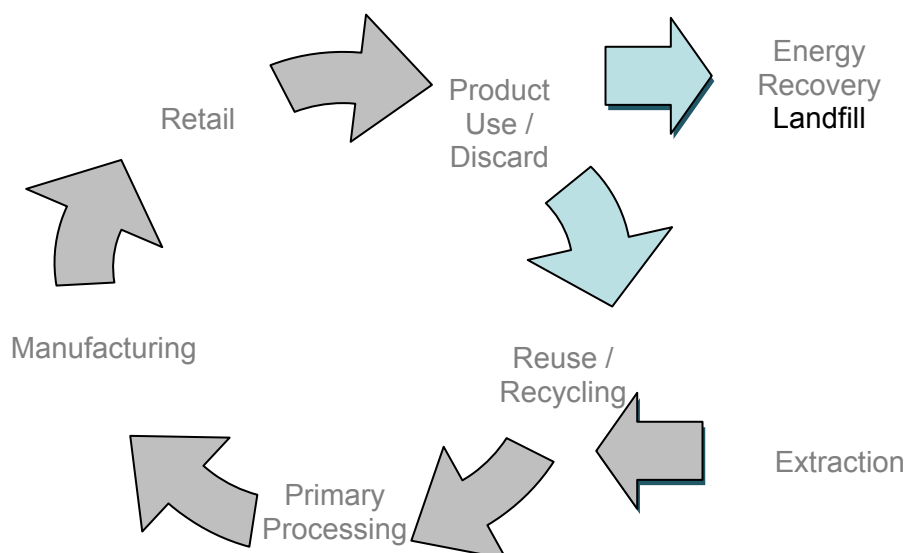 Retail
Product
Use /
Discard
Energy
Recovery
Landfill
Manufacturing
Reuse /
Recycling
Extraction
Primary
Processing